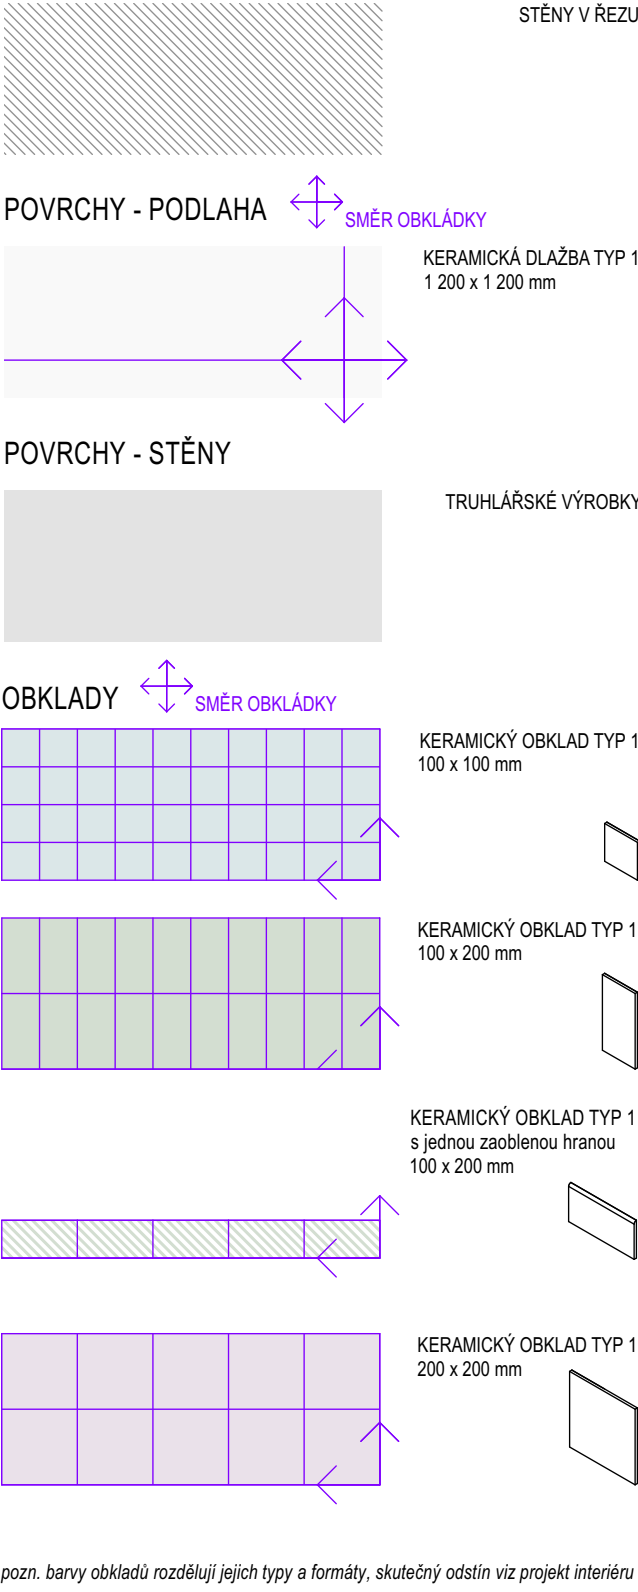 STĚNY V ŘEZU
POVRCHY - PODLAHA
SMĚR OBKLÁDKY
KERAMICKÁ DLAŽBA TYP 1
1 200 x 1 200 mm
POVRCHY - STĚNY
TRUHLÁŘSKÉ VÝROBKY
OBKLADY
SMĚR OBKLÁDKY
KERAMICKÝ OBKLAD TYP 1
100 x 100 mm
KERAMICKÝ OBKLAD TYP 1
100 x 200 mm
KERAMICKÝ OBKLAD TYP 1
s jednou zaoblenou hranou
100 x 200 mm
KERAMICKÝ OBKLAD TYP 1
200 x 200 mm
pozn. barvy obkladů rozdělují jejich typy a formáty, skutečný odstín viz projekt interiéru